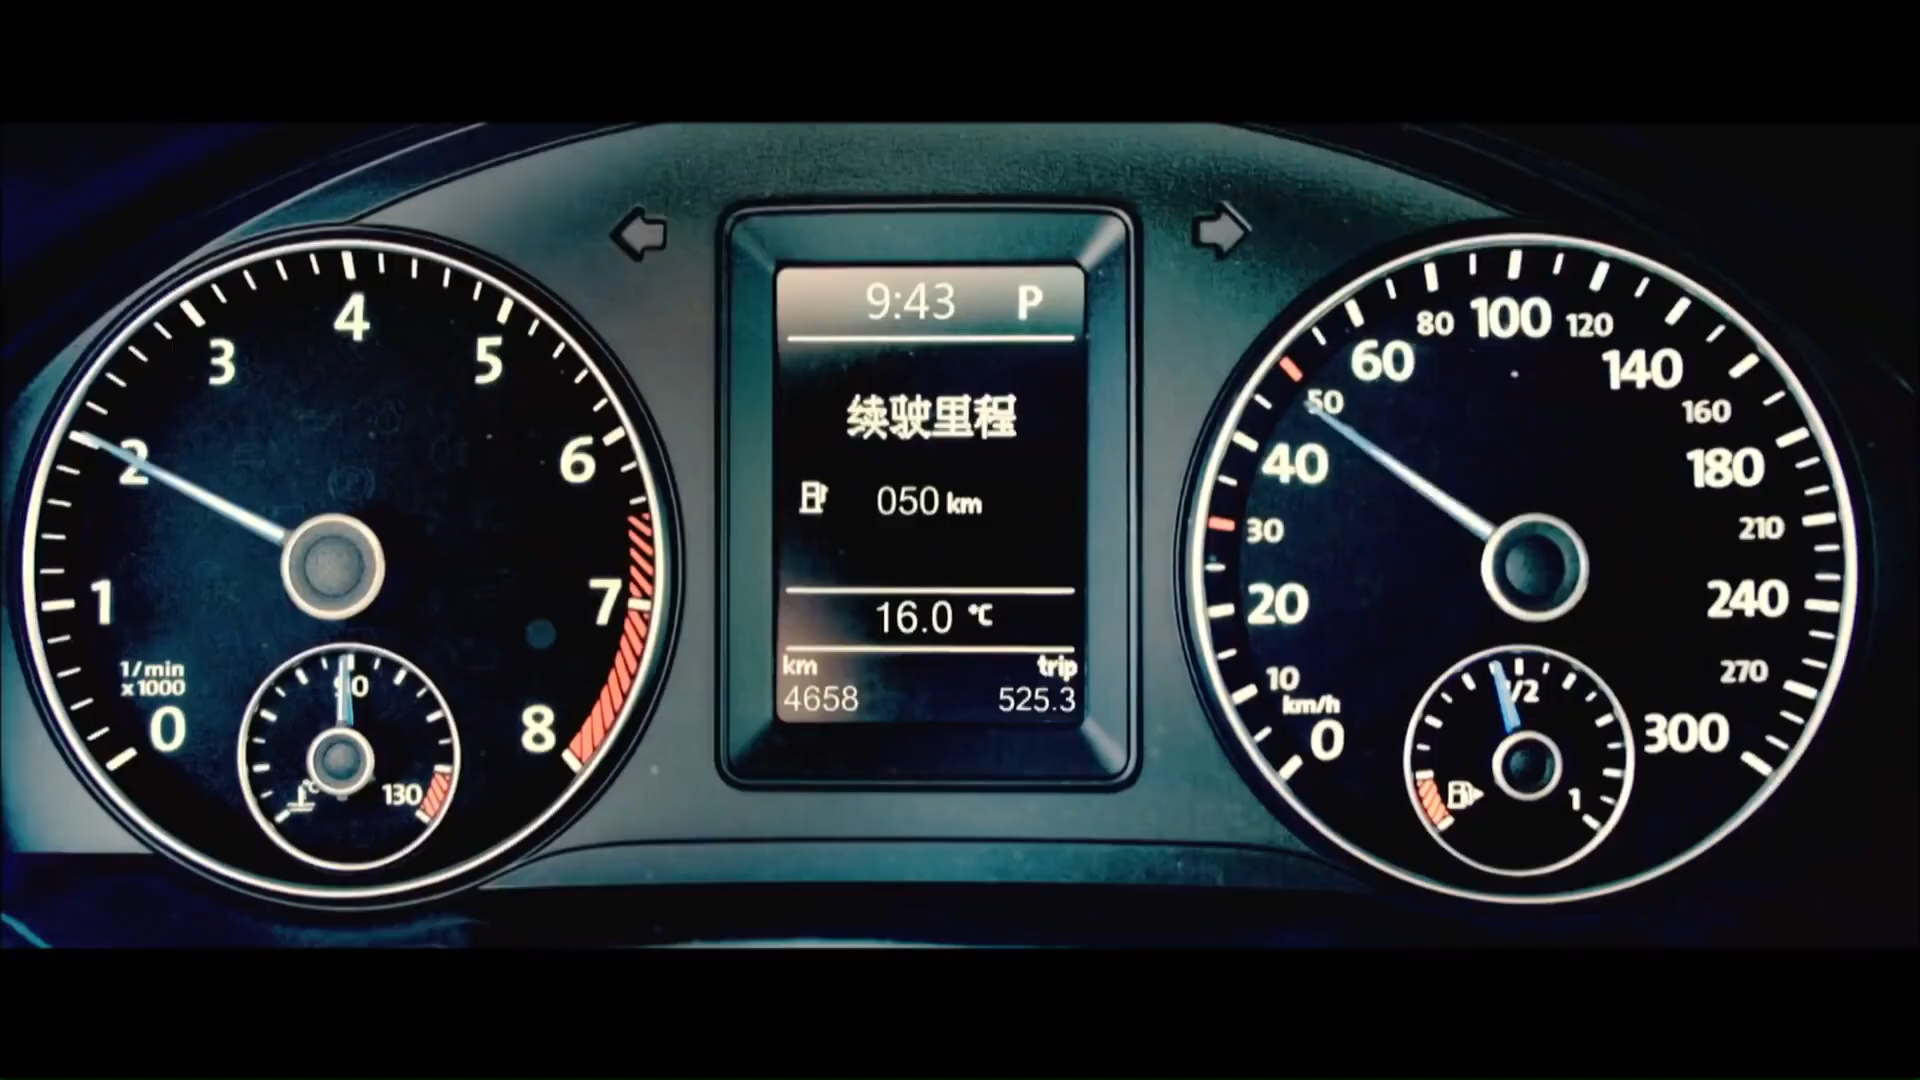 9:43 P
续驶里程
050 km
16.0 °C
km trip
4658 525.3
0 1 2 3 4 5 6 7 8
1/min
x1000
90 130
°C
0 10 20 30 40 50 60 80 100 120 140 160 180 210 240 270 300
km/h
1/2 1